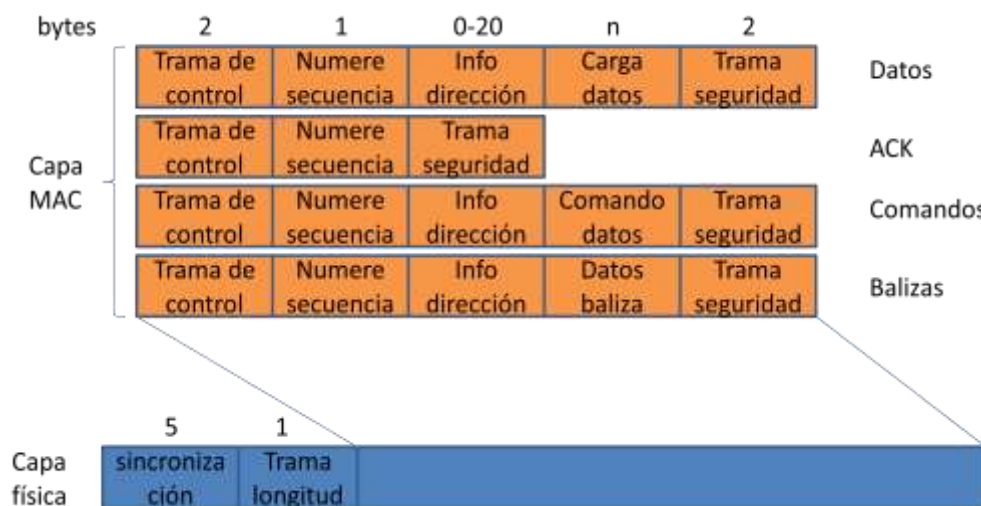 bytes 2 1 0-20 n 2
Trama de Numere Info Carga Trama
control secuencia dirección datos seguridad
Datos
Trama de Numere Trama
control secuencia seguridad
ACK
Capa
MAC
Trama de Numere Info Comando Trama
control secuencia dirección datos seguridad
Comandos
Trama de Numere Info Datos Trama
control secuencia dirección baliza seguridad
Balizas
5 1
Capa
física
sincroniza Trama
ción longitud